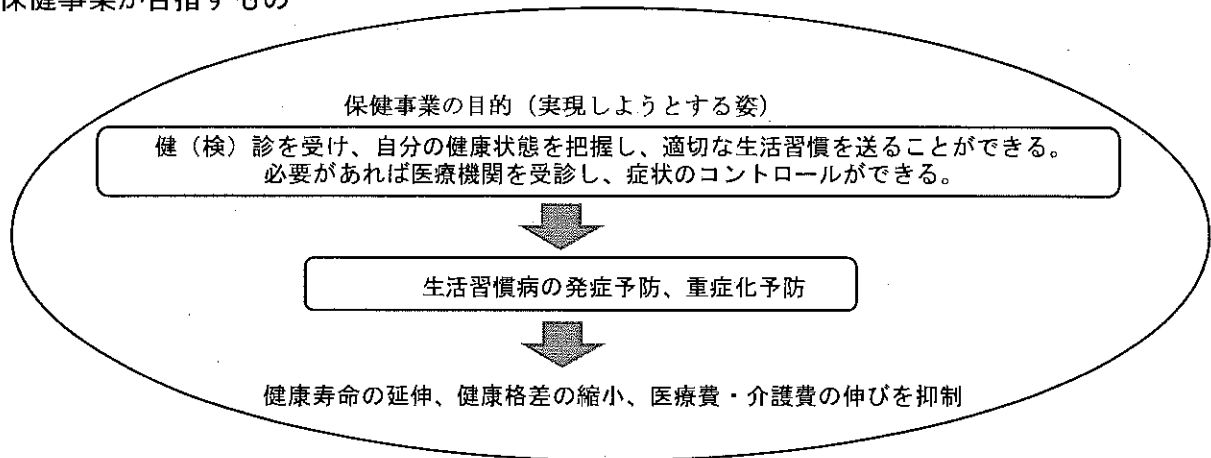 保健事業が目指すもの
保健事業の目的（実現しようとする姿）
健（検）診を受け、自分の健康状態を把握し、適切な生活習慣を送ることができる。
必要があれば医療機関を受診し、症状のコントロールができる。
生活習慣病の発症予防、重症化予防
健康寿命の延伸、健康格差の縮小、医療費・介護費の伸びを抑制